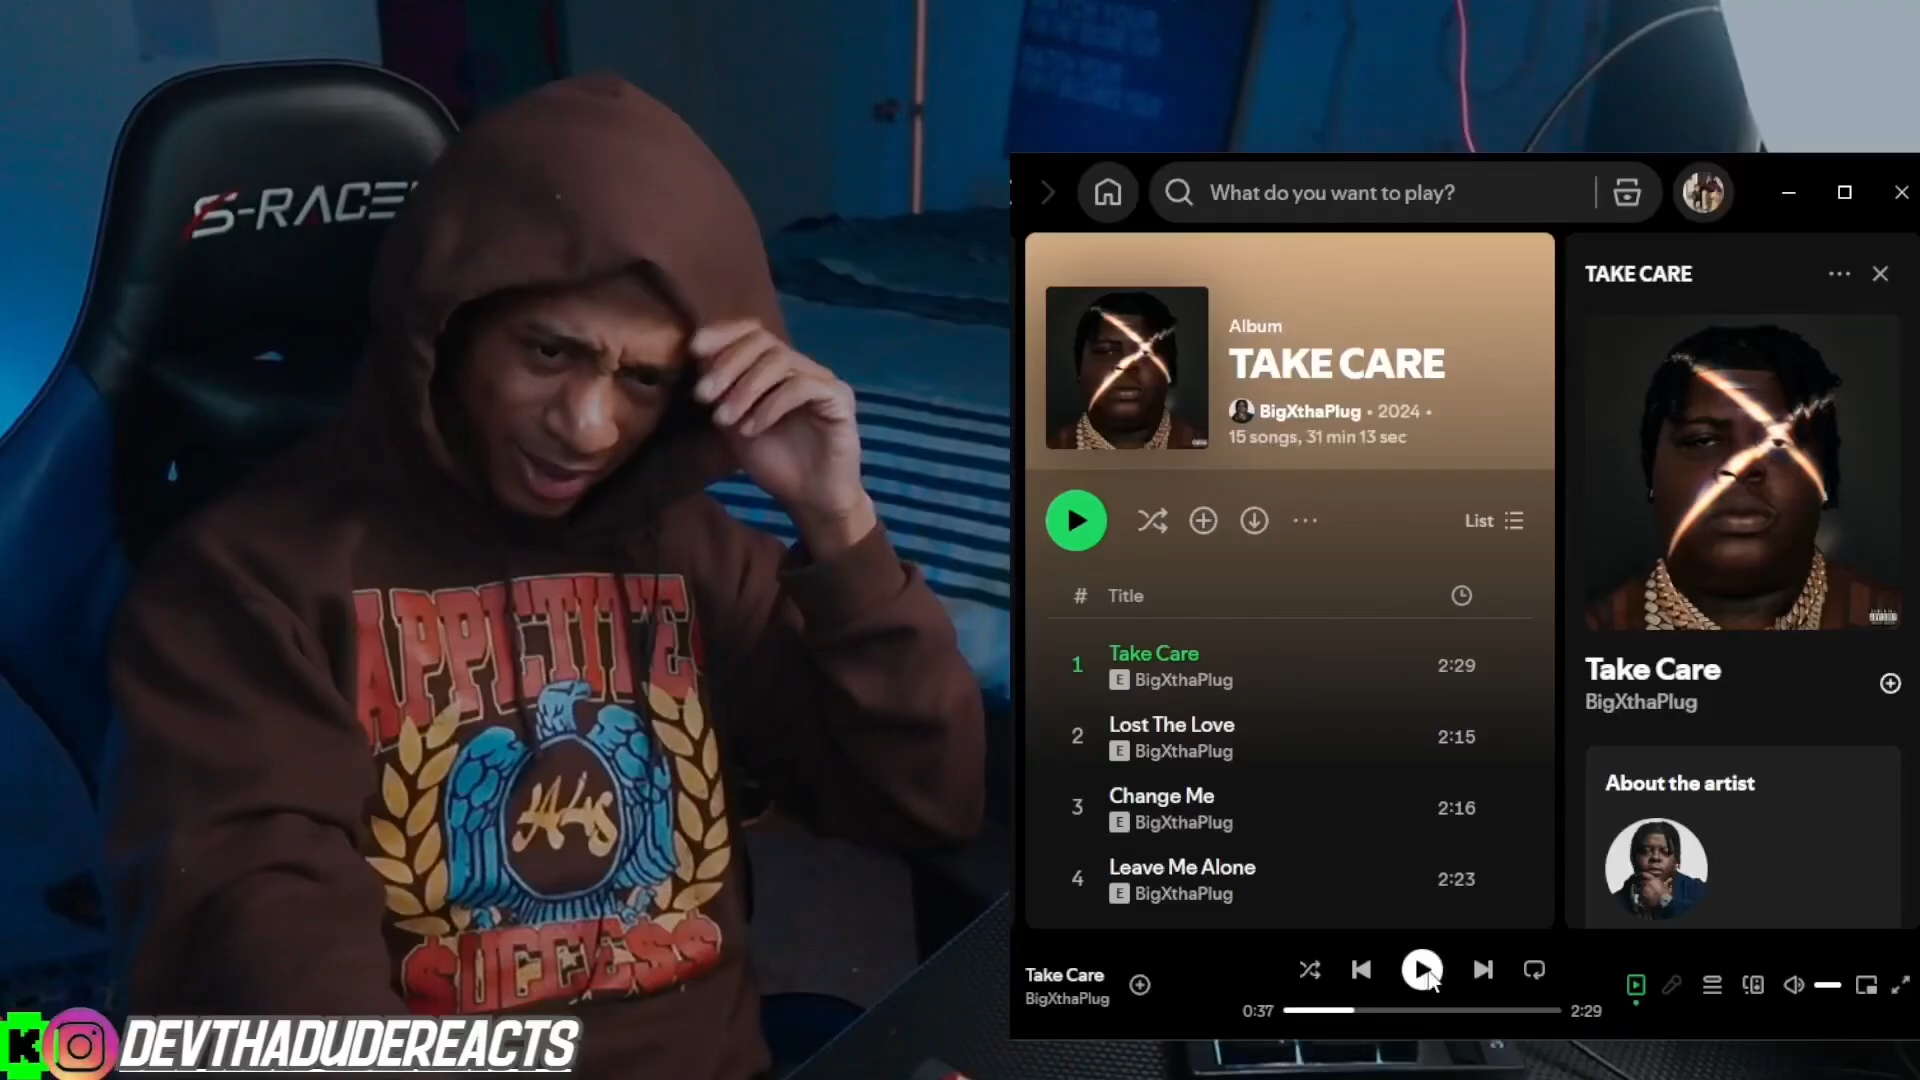 S-RACE
APPETITE
SUCCE$$
K DEVTHADUDEREACTS
What do you want to play?
Album
TAKE CARE
BigXthaPlug • 2024 •
15 songs, 31 min 13 sec
List
# Title
1 Take Care 2:29
E BigXthaPlug
2 Lost The Love 2:15
E BigXthaPlug
3 Change Me 2:16
E BigXthaPlug
4 Leave Me Alone 2:23
E BigXthaPlug
TAKE CARE
Take Care
BigXthaPlug
About the artist
Take Care
BigXthaPlug
0:37 2:29